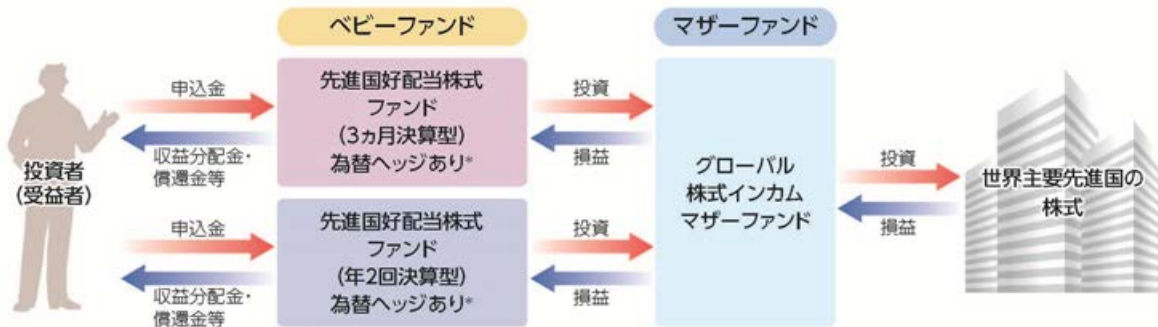 ベビーファンド
マザーファンド
申込金
収益分配金・
償還金等
投資者
(受益者)
申込金
収益分配金・
償還金等
先進国好配当株式
ファンド
(3ヵ月決算型)
為替ヘッジあり*
先進国好配当株式
ファンド
(年2回決算型)
為替ヘッジあり*
投資
損益
投資
損益
グローバル
株式インカム
マザーファンド
投資
損益
世界主要先進国の
株式